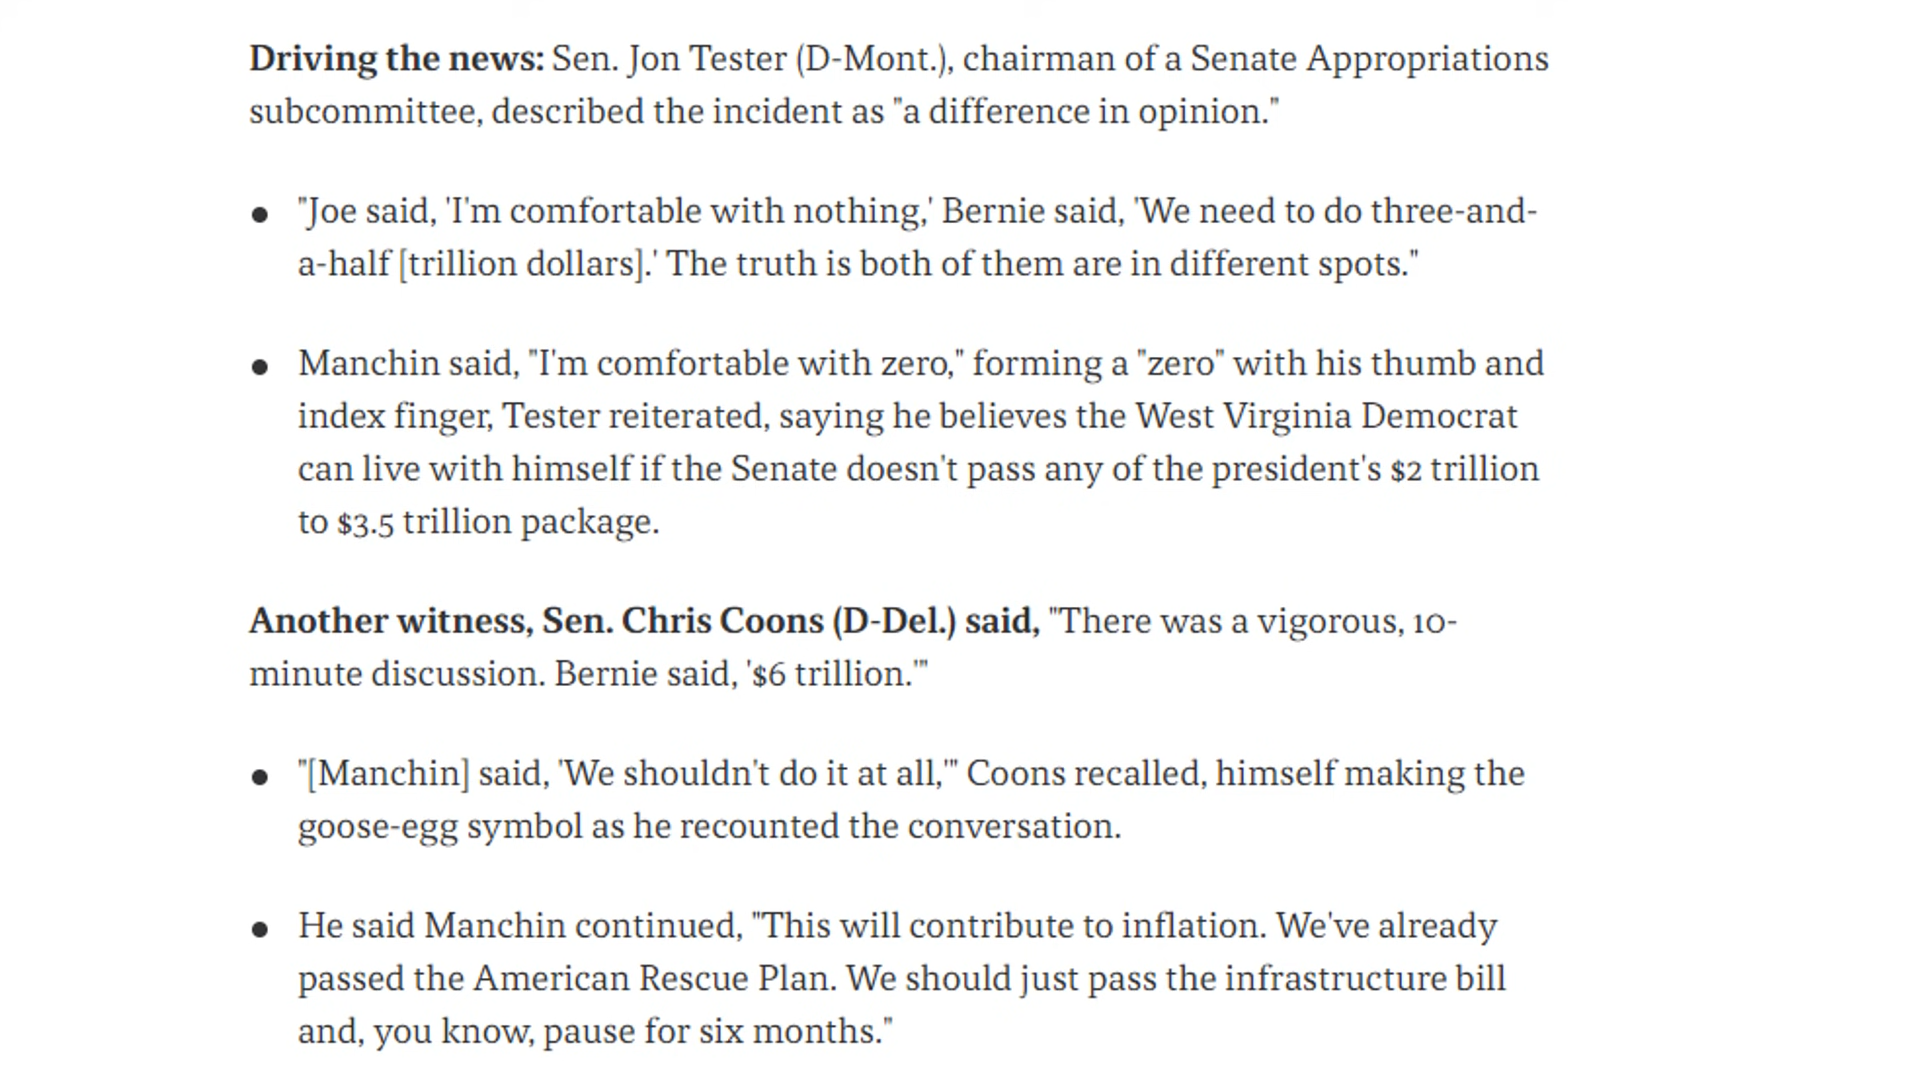 Driving the news: Sen. Jon Tester (D-Mont.), chairman of a Senate Appropriations
subcommittee, described the incident as "a difference in opinion."
● "Joe said, 'I'm comfortable with nothing,' Bernie said, 'We need to do three-and-
a-half [trillion dollars].' The truth is both of them are in different spots."
● Manchin said, "I'm comfortable with zero," forming a "zero" with his thumb and
index finger, Tester reiterated, saying he believes the West Virginia Democrat
can live with himself if the Senate doesn't pass any of the president's $2 trillion
to $3.5 trillion package.
Another witness, Sen. Chris Coons (D-Del.) said, "There was a vigorous, 10-
minute discussion. Bernie said, '$6 trillion.'"
● "[Manchin] said, 'We shouldn't do it at all,'" Coons recalled, himself making the
goose-egg symbol as he recounted the conversation.
● He said Manchin continued, "This will contribute to inflation. We've already
passed the American Rescue Plan. We should just pass the infrastructure bill
and, you know, pause for six months."